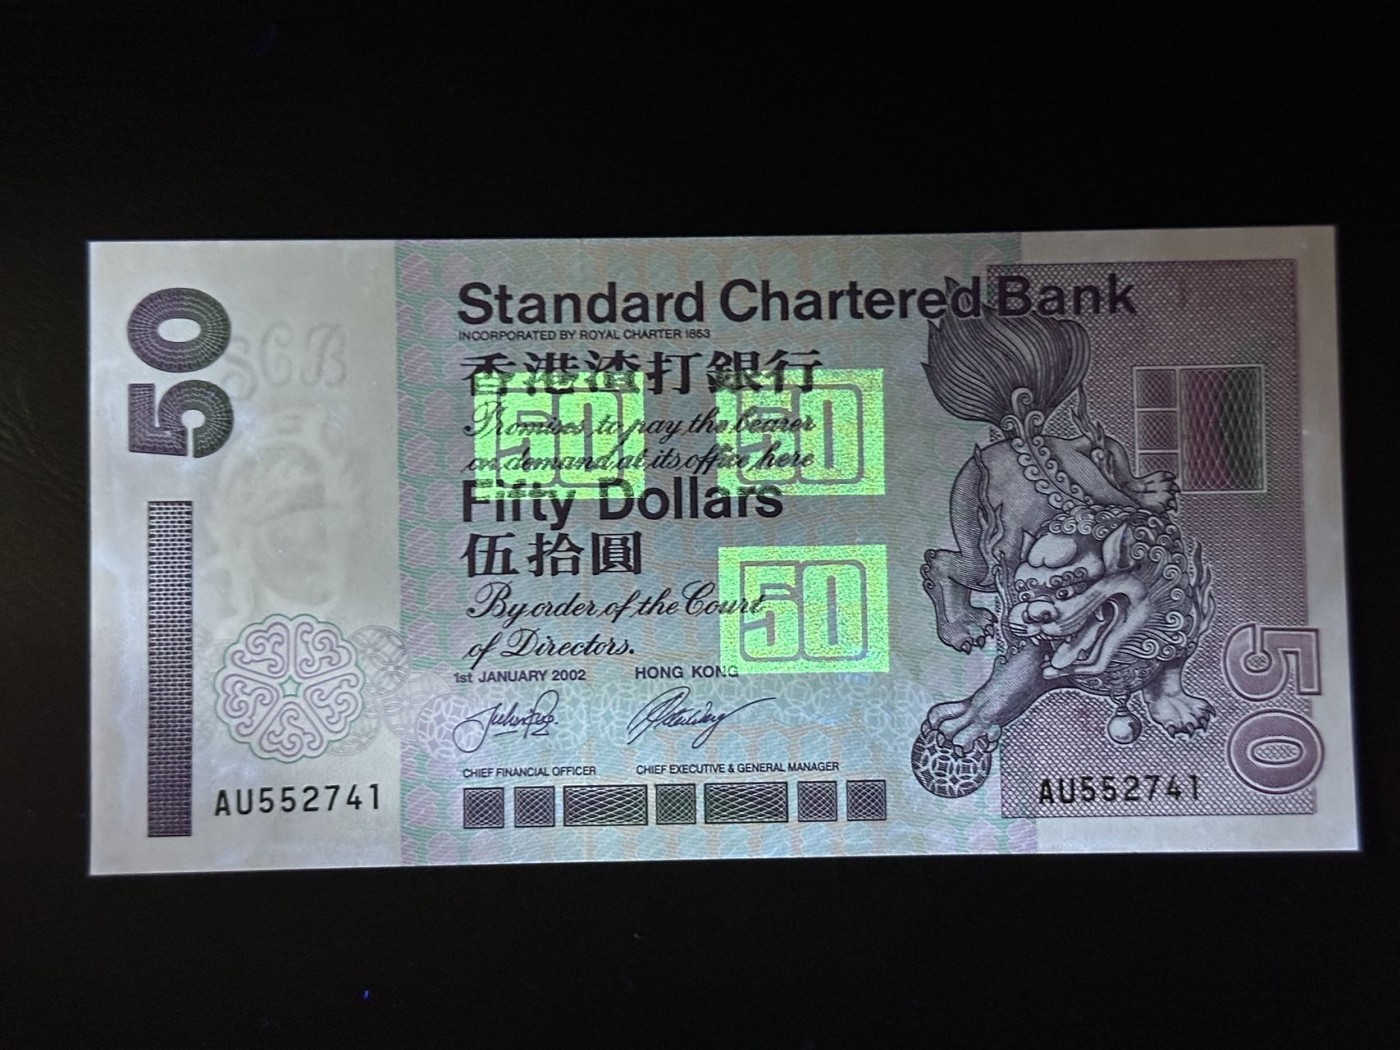 50
SCB
Standard Chartered Bank
INCORPORATED BY ROYAL CHARTER 1853
香港渣打銀行
Promises to pay the bearer
on demand at its office here
Fifty Dollars
伍拾圓
By order of the Court
of Directors.
1st JANUARY 2002 HONG KONG
CHIEF FINANCIAL OFFICER CHIEF EXECUTIVE & GENERAL MANAGER
AU552741
AU552741
50
50
50
50